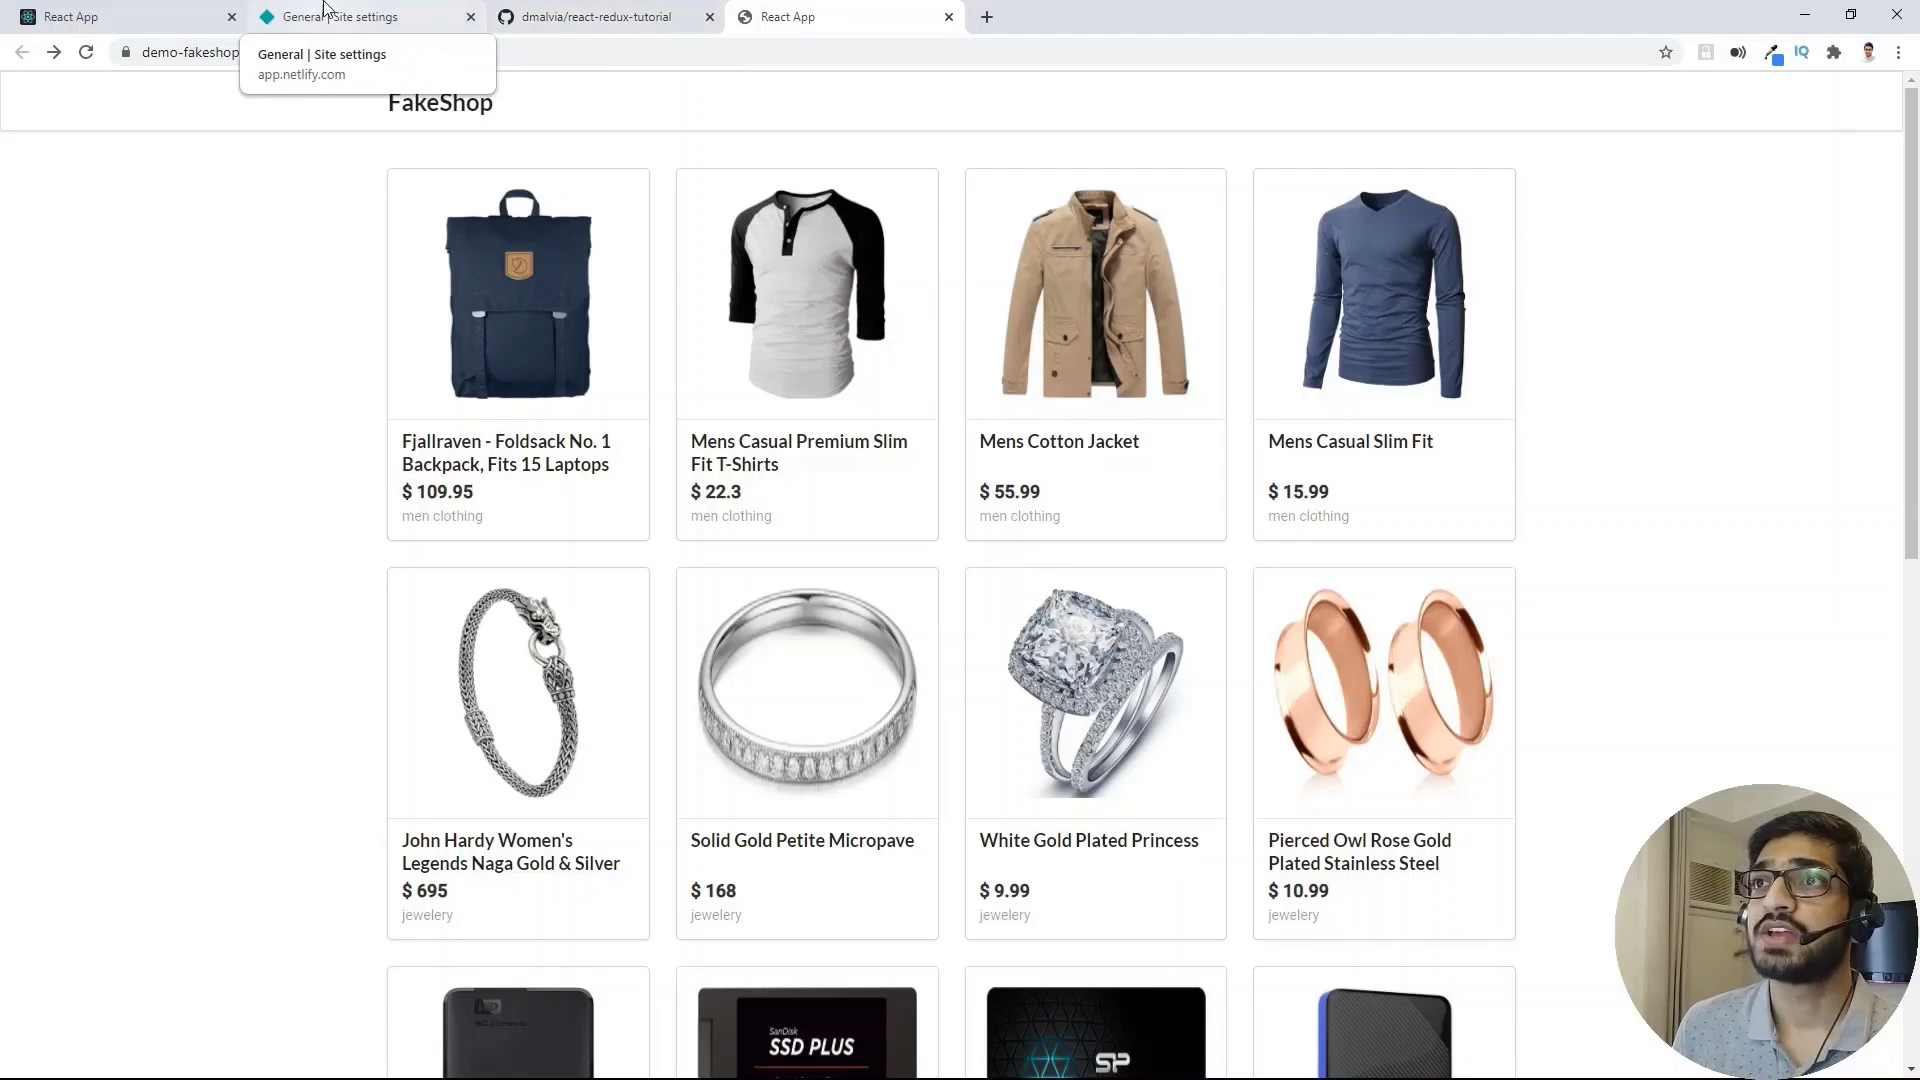 React App
General | Site settings
dmalvia/react-redux-tutorial
React App
demo-fakeshop
General | Site settings
app.netlify.com
FakeShop
Fjallraven - Foldsack No. 1
Backpack, Fits 15 Laptops
$ 109.95
men clothing
Mens Casual Premium Slim
Fit T-Shirts
$ 22.3
men clothing
Mens Cotton Jacket
$ 55.99
men clothing
Mens Casual Slim Fit
$ 15.99
men clothing
John Hardy Women's
Legends Naga Gold & Silver
$ 695
jewelery
Solid Gold Petite Micropave
$ 168
jewelery
White Gold Plated Princess
$ 9.99
jewelery
Pierced Owl Rose Gold
Plated Stainless Steel
$ 10.99
jewelery
SanDisk
SSD PLUS
SP